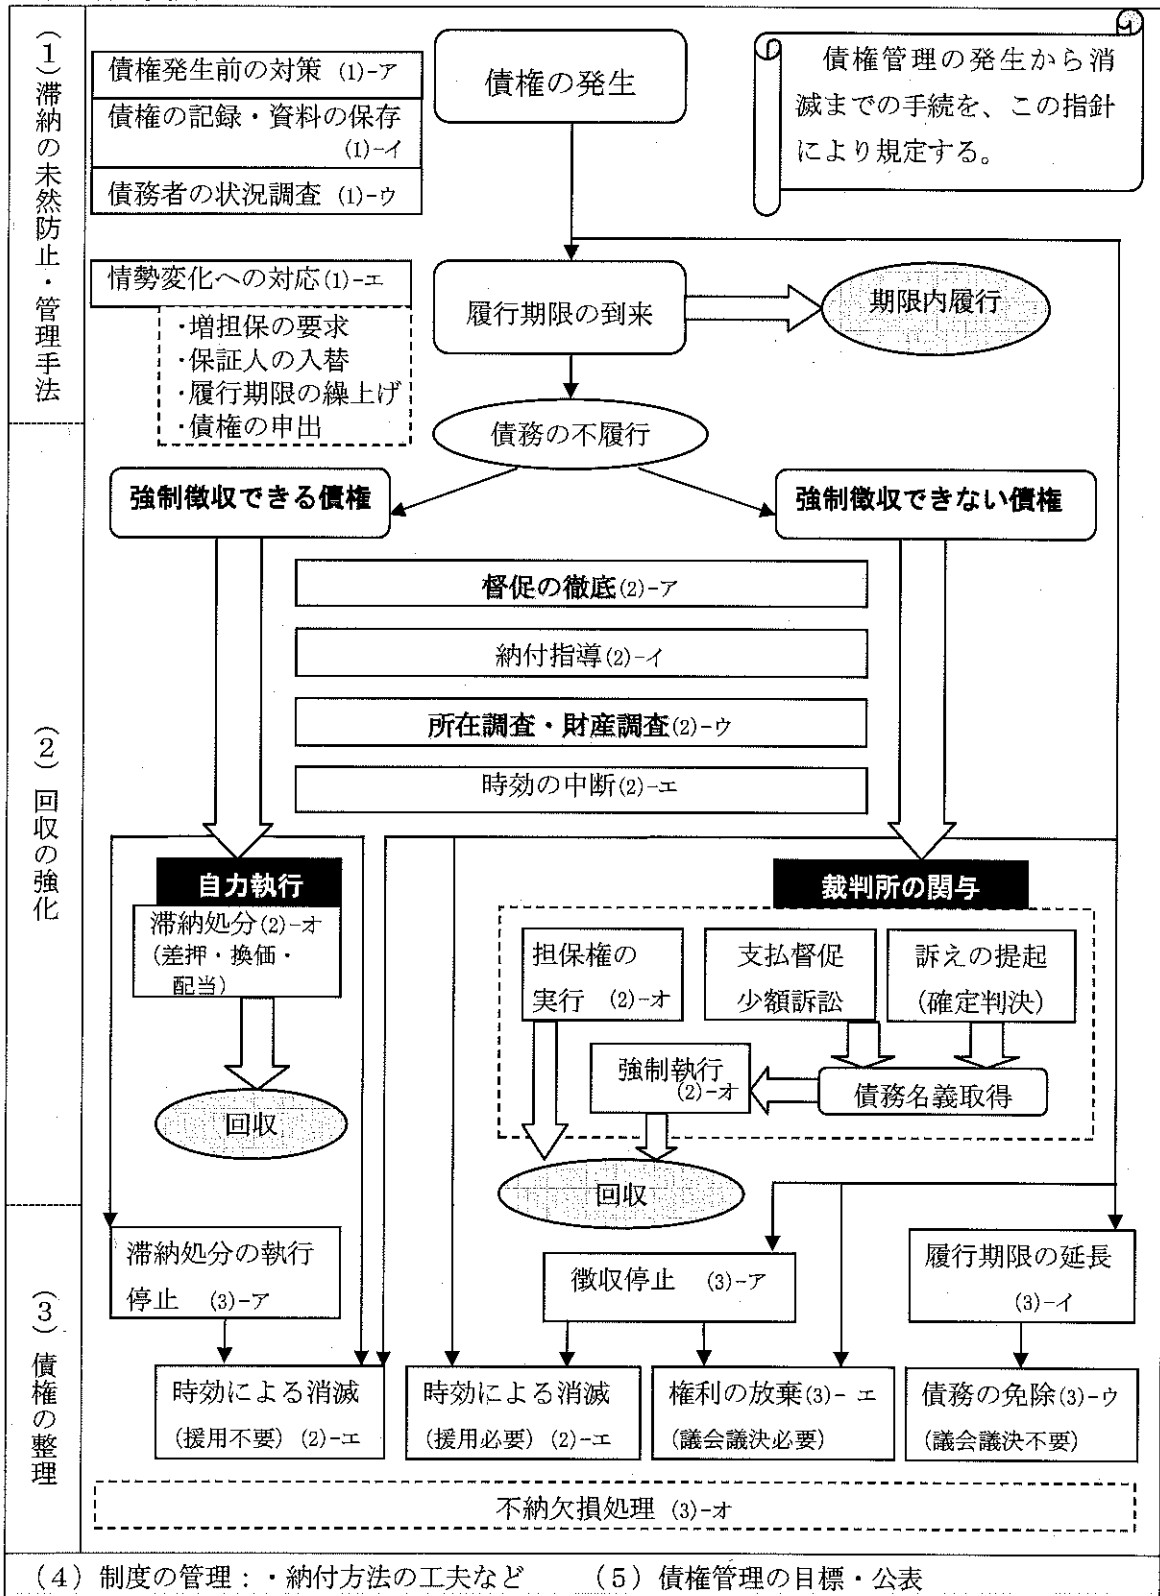 (1)滞納の未然防止・管理手法
債権発生前の対策 (1)-ア
債権の記録・資料の保存
(1)-イ
債務者の状況調査 (1)-ウ
債権の発生
債権管理の発生から消
滅までの手続を、この指針
により規定する。
情勢変化への対応(1)-エ
・増担保の要求
・保証人の入替
・履行期限の繰上げ
・債権の申出
履行期限の到来
期限内履行
債務の不履行
(2)回収の強化
強制徴収できる債権
強制徴収できない債権
督促の徹底(2)-ア
納付指導(2)-イ
所在調査・財産調査(2)-ウ
時効の中断(2)-エ
自力執行
滞納処分(2)-オ
(差押・換価・
配当)
回収
裁判所の関与
担保権の
実行 (2)-オ
支払督促
少額訴訟
訴えの提起
(確定判決)
強制執行
(2)-オ
債務名義取得
回収
(3)債権の整理
滞納処分の執行
停止 (3)-ア
徴収停止 (3)-ア
履行期限の延長
(3)-イ
時効による消滅
(援用不要) (2)-エ
時効による消滅
(援用必要) (2)-エ
権利の放棄(3)- エ
(議会議決必要)
債務の免除(3)-ウ
(議会議決不要)
不納欠損処理 (3)-オ
(4) 制度の管理:・納付方法の工夫など (5) 債権管理の目標・公表